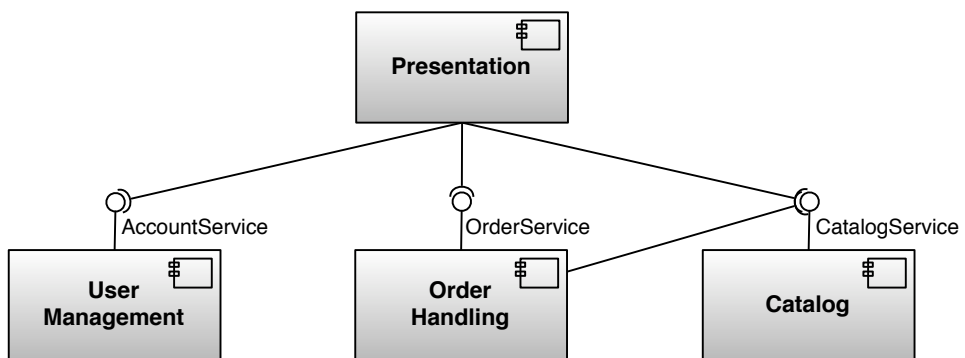 Presentation
AccountService
OrderService
CatalogService
User
Management
Order
Handling
Catalog